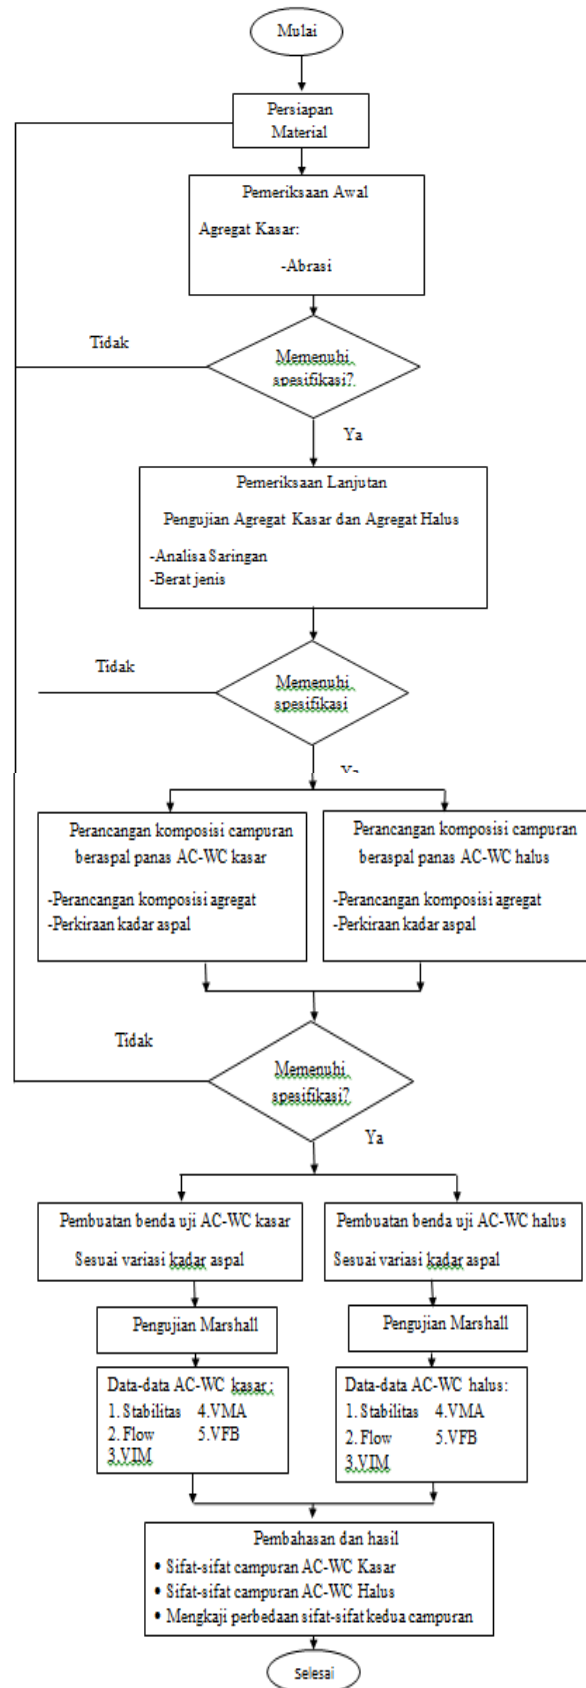 Mulai
Persiapan
Material
Pemeriksaan Awal
Agregat Kasar:
-Abrasi
Tidak
Memenuhi
spesifikasi?
Ya
Pemeriksaan Lanjutan
Pengujian Agregat Kasar dan Agregat Halus
-Analisa Saringan
-Berat jenis
Tidak
Memenuhi
spesifikasi
Ya
Perancangan komposisi campuran
beraspal panas AC-WC kasar
-Perancangan komposisi agregat
-Perkiraan kadar aspal
Perancangan komposisi campuran
beraspal panas AC-WC halus
-Perancangan komposisi agregat
-Perkiraan kadar aspal
Tidak
Memenuhi
spesifikasi?
Ya
Pembuatan benda uji AC-WC kasar
Sesuai variasi kadar aspal
Pembuatan benda uji AC-WC halus
Sesuai variasi kadar aspal
Pengujian Marshall
Pengujian Marshall
Data-data AC-WC kasar :
1. Stabilitas 4.VMA
2. Flow 5.VFB
3.VIM
Data-data AC-WC halus:
1. Stabilitas 4.VMA
2. Flow 5.VFB
3.VIM
Pembahasan dan hasil
• Sifat-sifat campuran AC-WC Kasar
• Sifat-sifat campuran AC-WC Halus
• Mengkaji perbedaan sifat-sifat kedua campuran
Selesai